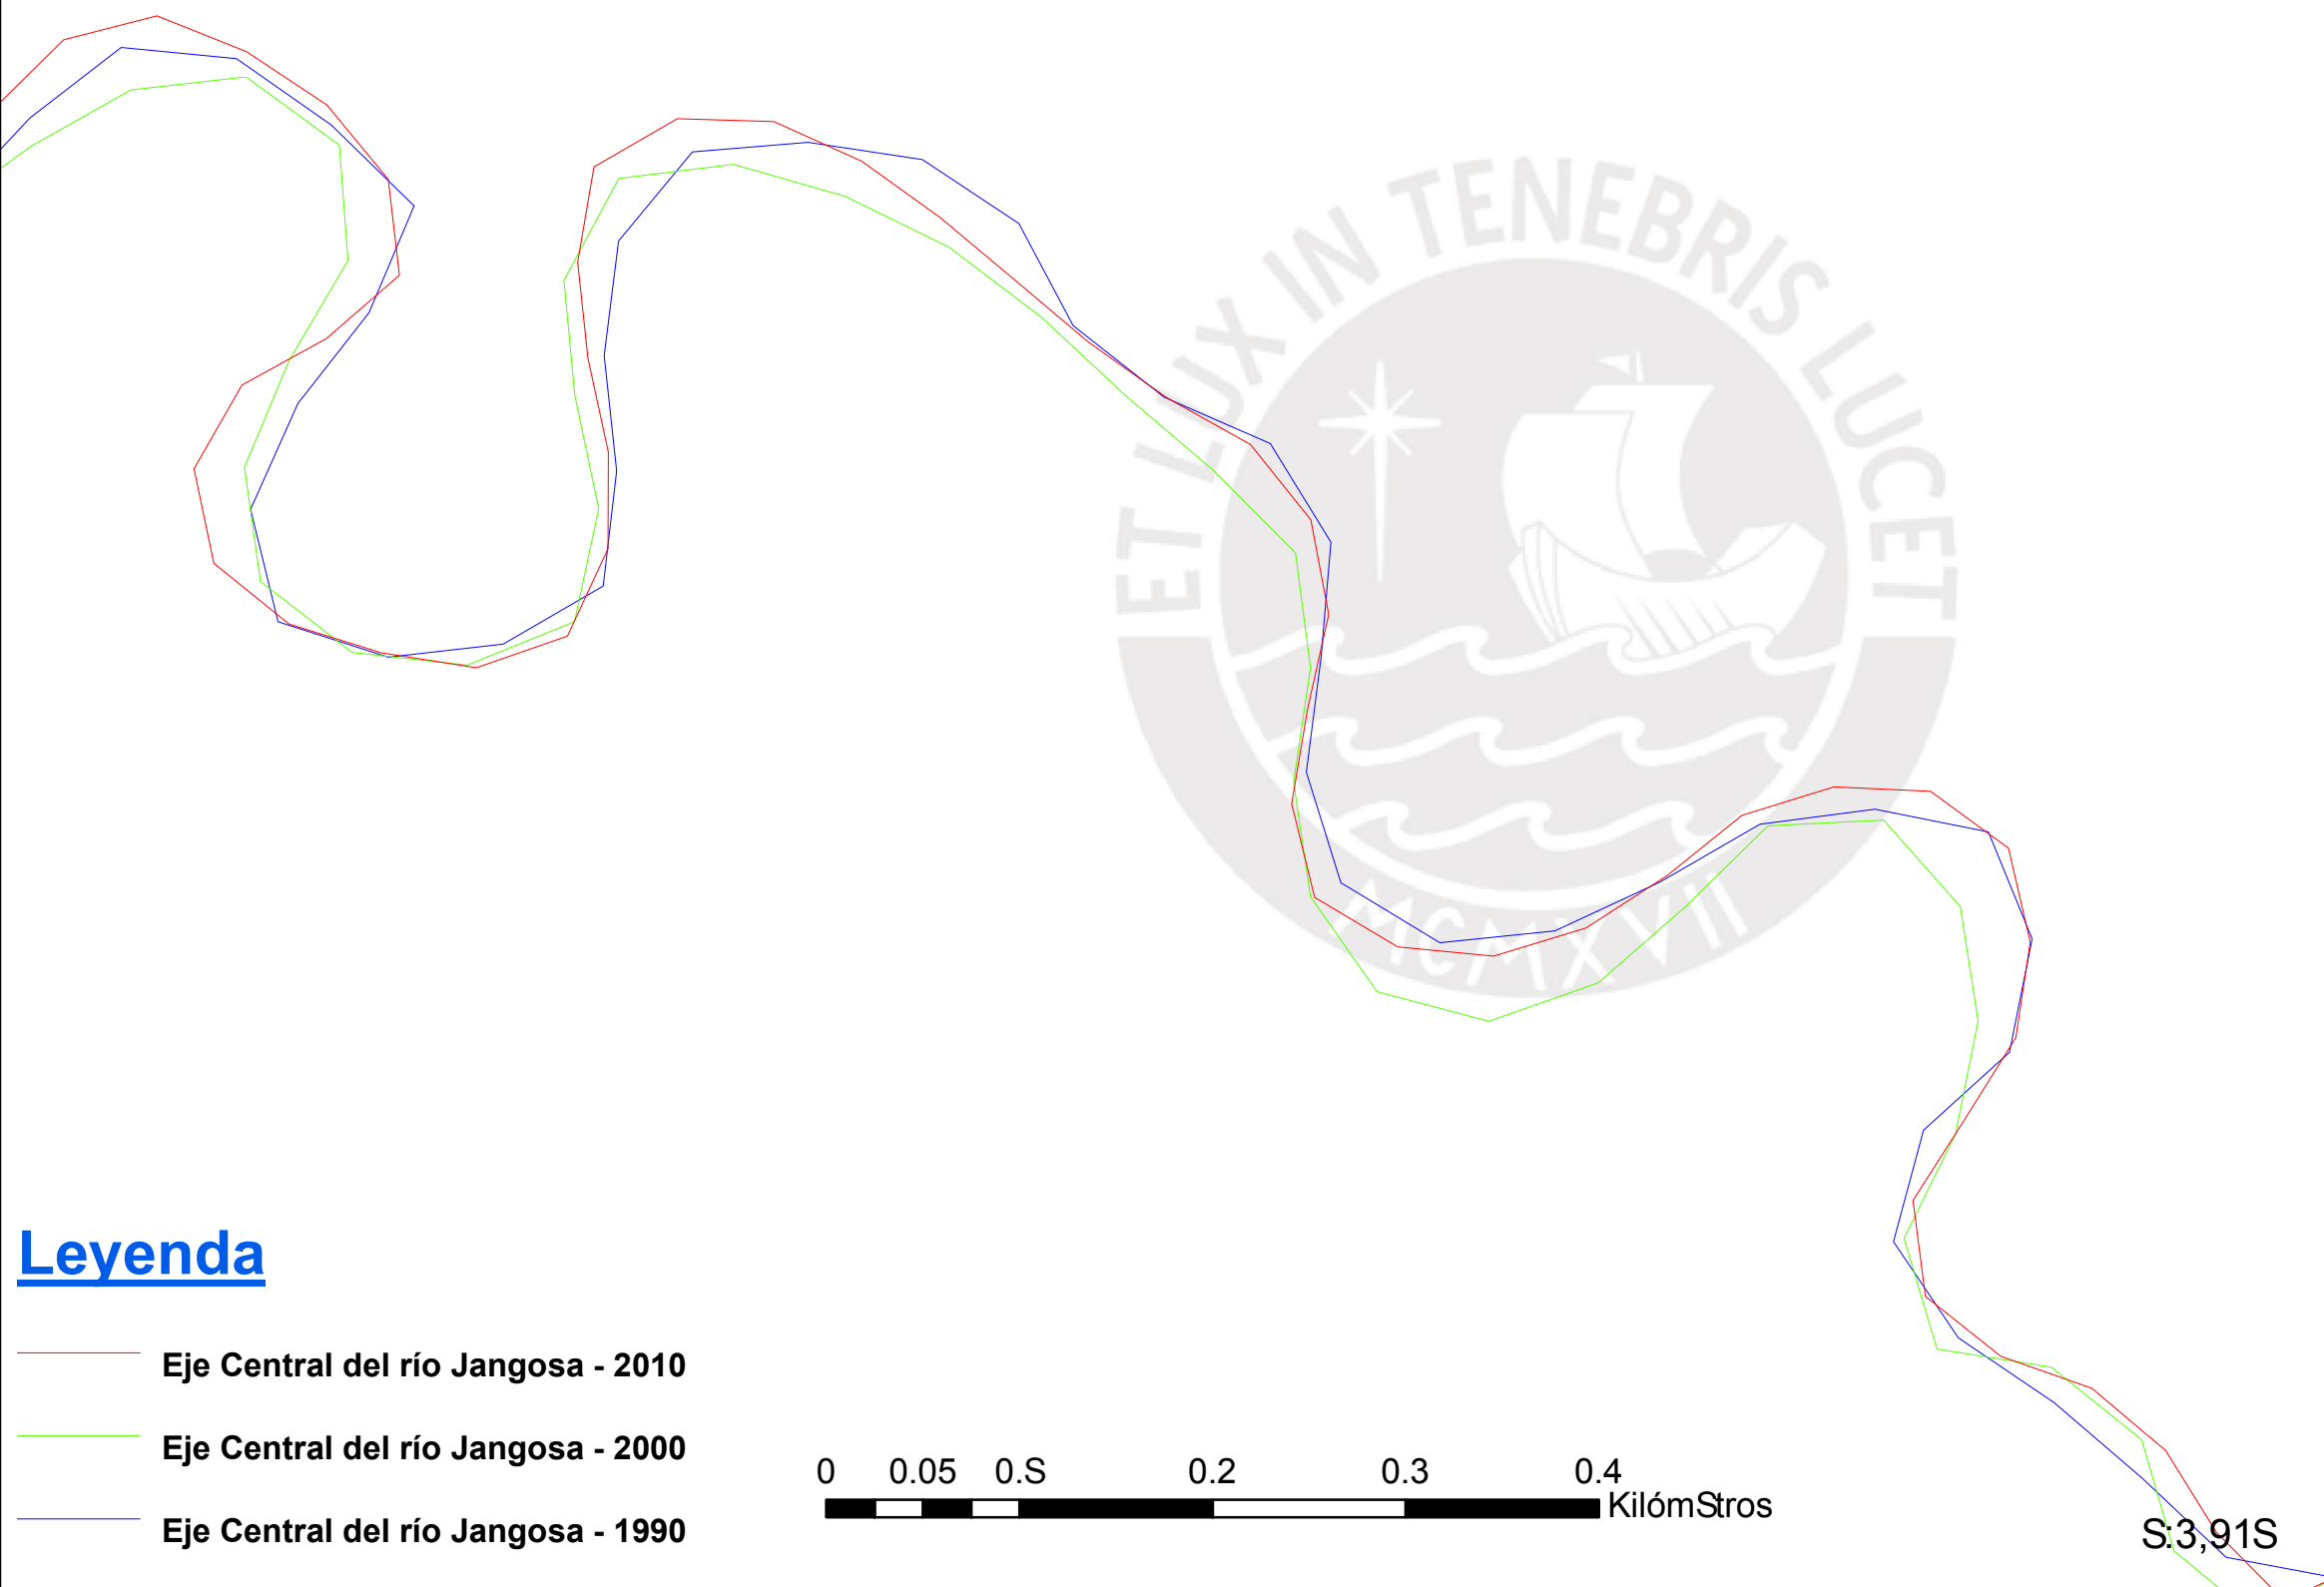 ET LUX IN TENEBRIS LUCET
MCMXVII
Leyenda
Eje Central del río Jangosa - 2010
Eje Central del río Jangosa - 2000
Eje Central del río Jangosa - 1990
0 0.05 0.S 0.2 0.3 0.4
KilómStros
S:3,91S